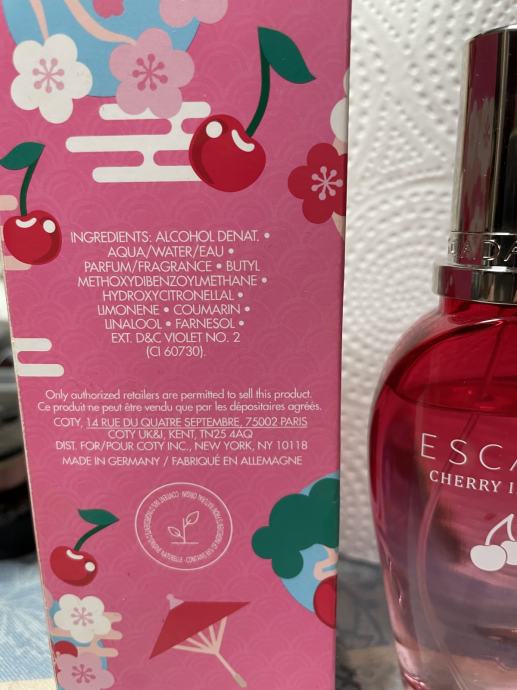 INGREDIENTS: ALCOHOL DENAT. •
AQUA/WATER/EAU •
PARFUM/FRAGRANCE • BUTYL
METHOXYDIBENZOYLMETHANE •
HYDROXYCITRONELLAL •
LIMONENE • COUMARIN •
LINALOOL • FARNESOL •
EXT. D&C VIOLET NO. 2
(CI 60730).
Only authorized retailers are permitted to sell this product.
Ce produit ne peut être vendu que par les dépositaires agréés.
COTY, 14 RUE DU QUATRE SEPTEMBRE, 75002 PARIS
COTY UK&I, KENT, TN25 4AQ
DIST. FOR/POUR COTY INC., NEW YORK, NY 10118
MADE IN GERMANY / FABRIQUÉ EN ALLEMAGNE
ADA
ESCA
CHERRY I